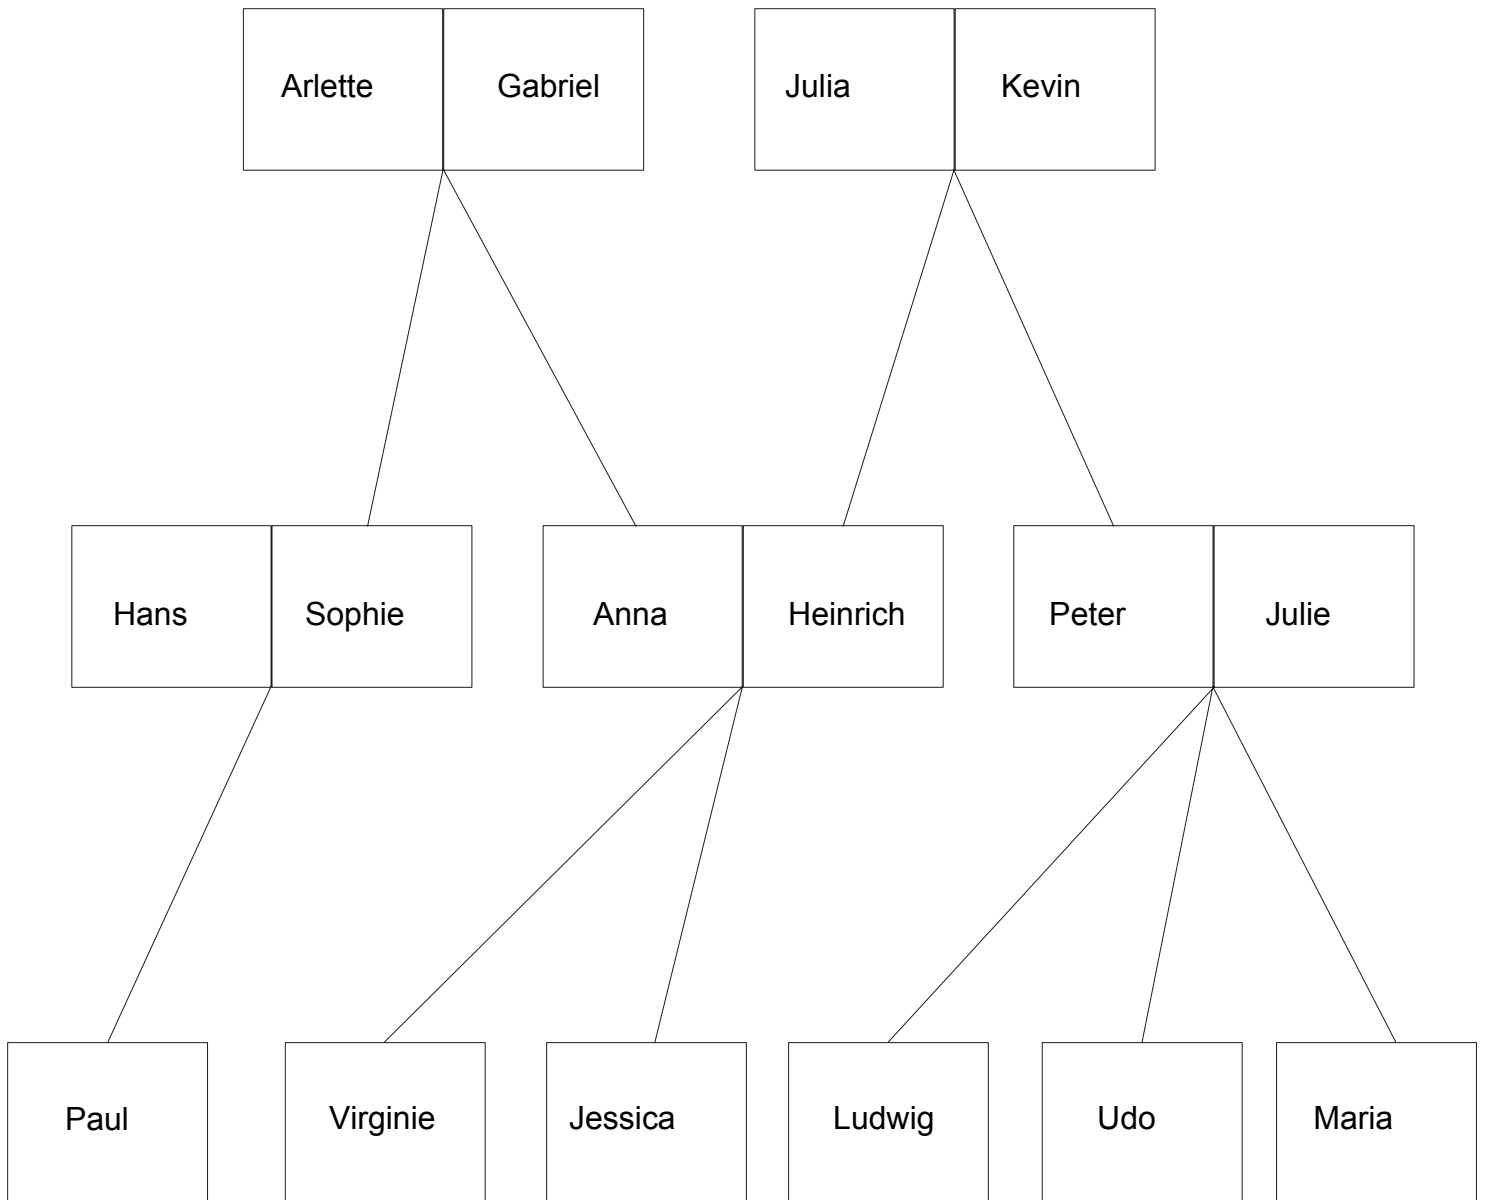 Arlette Gabriel Julia Kevin
Hans Sophie Anna Heinrich Peter Julie
Paul Virginie Jessica Ludwig Udo Maria